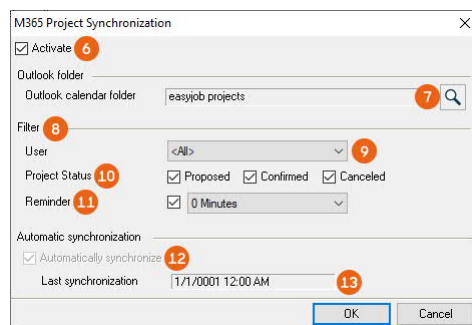 M365 Project Synchronization
Activate 6
Outlook folder
Outlook calendar folder easyjob projects 7
Filter 8
User <All> 9
Project Status 10 Proposed Confirmed Canceled
Reminder 11 0 Minutes
Automatic synchronization
Automatically synchronize 12
Last synchronization 1/1/0001 12:00 AM 13
OK Cancel